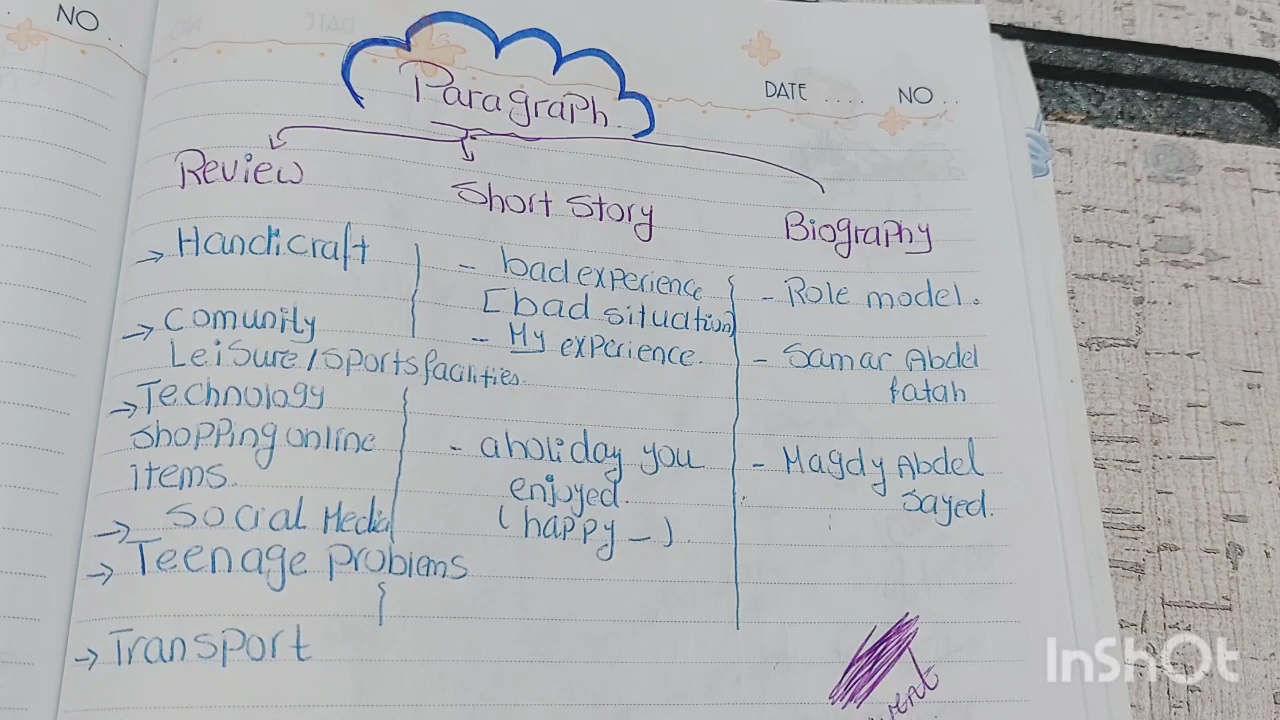 NO ..
DATE ..... NO ...
Paragraph.
Review
Short Story
Biography
→ Handicraft
→ Comunity
Leisure / Sports facilities.
→ Technology
shopping online
items.
→ Social Media
→ Teenage problems
→ Transport
- bad experience
[bad situation]
- My experience.
- a holiday you
enjoyed
(happy _ ).
- Role model.
- Samar Abdel
fatah
- Magdy Abdel
Sayed.
InShOt